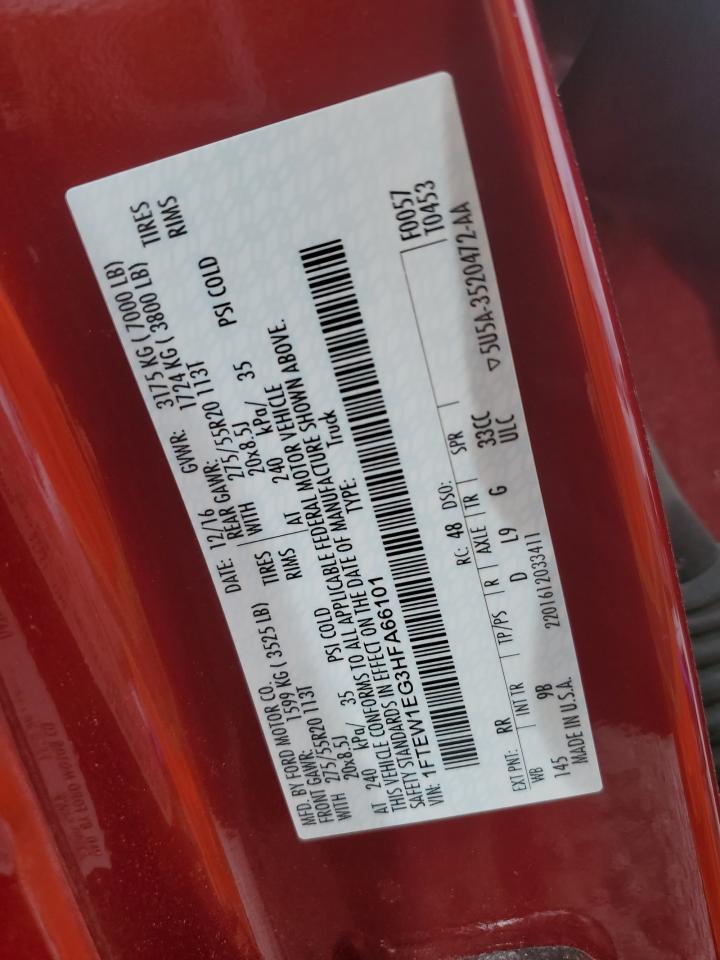 MFD. BY FORD MOTOR CO. DATE: 12/16 GVWR: 3175 KG ( 7000 LB)
FRONT GAWR: 1599 KG ( 3525 LB) REAR GAWR: 1724 KG ( 3800 LB)
WITH 275/55R20 113T TIRES WITH 275/55R20 113T TIRES
20x8.5J RIMS 20x8.5J RIMS
AT 240 kPa/ 35 PSI COLD AT 240 kPa/ 35 PSI COLD
THIS VEHICLE CONFORMS TO ALL APPLICABLE FEDERAL MOTOR VEHICLE
SAFETY STANDARDS IN EFFECT ON THE DATE OF MANUFACTURE SHOWN ABOVE.
VIN: 1FTEW1EG3HFA66101 TYPE: Truck
F0057
T0453
EXT PNT: RR RC: 48 DSO:
WB INT TR TP/PS R AXLE TR SPR
145 9B D L9 G 33CC
ULC
MADE IN U.S.A. 2201612033411 ▽5U5A-3520472-AA